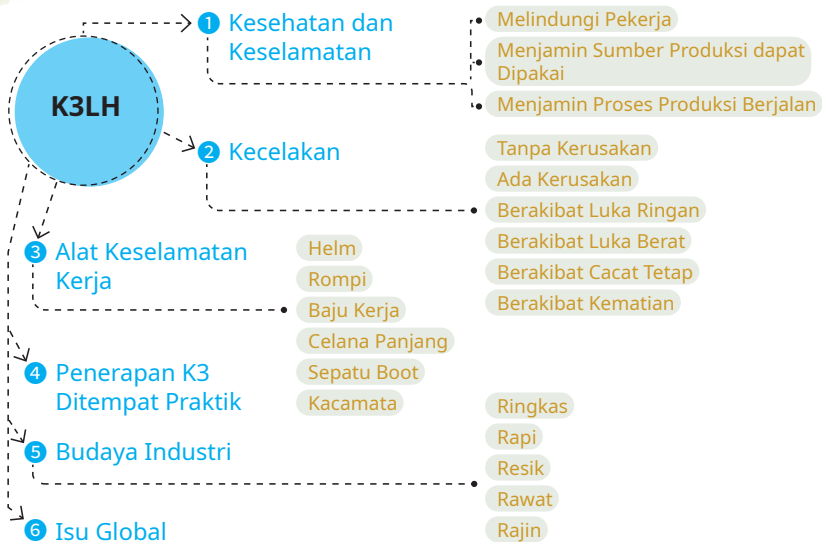 K3LH
1 Kesehatan dan
Keselamatan
Melindungi Pekerja
Menjamin Sumber Produksi dapat
Dipakai
Menjamin Proses Produksi Berjalan
2 Kecelakan
Tanpa Kerusakan
Ada Kerusakan
Berakibat Luka Ringan
Berakibat Luka Berat
Berakibat Cacat Tetap
Berakibat Kematian
3 Alat Keselamatan
Kerja
Helm
Rompi
Baju Kerja
Celana Panjang
Sepatu Boot
Kacamata
4 Penerapan K3
Ditempat Praktik
5 Budaya Industri
Ringkas
Rapi
Resik
Rawat
Rajin
6 Isu Global